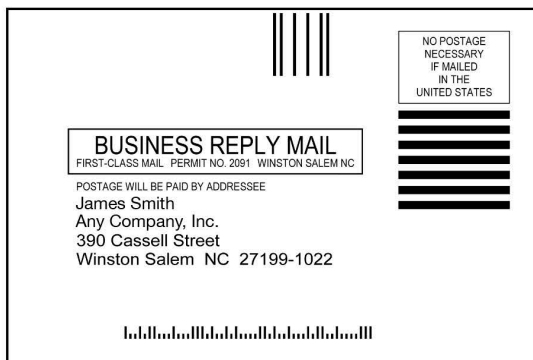 NO POSTAGE
NECESSARY
IF MAILED
IN THE
UNITED STATES
BUSINESS REPLY MAIL
FIRST-CLASS MAIL PERMIT NO. 2091 WINSTON SALEM NC
POSTAGE WILL BE PAID BY ADDRESSEE
James Smith
Any Company, Inc.
390 Cassell Street
Winston Salem NC 27199-1022